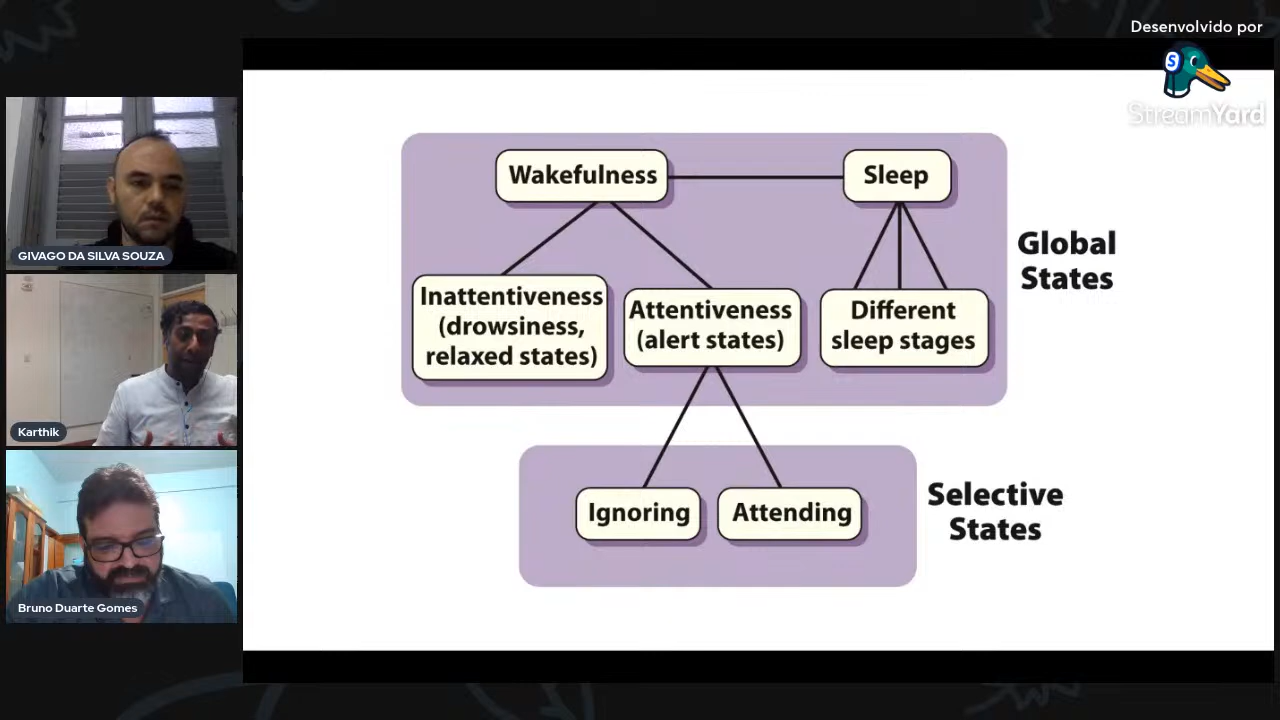 Desenvolvido por
S
StreamYard
GIVAGO DA SILVA SOUZA
Karthik
Bruno Duarte Gomes
Wakefulness
Sleep
Global
States
Inattentiveness
(drowsiness,
relaxed states)
Attentiveness
(alert states)
Different
sleep stages
Ignoring
Attending
Selective
States